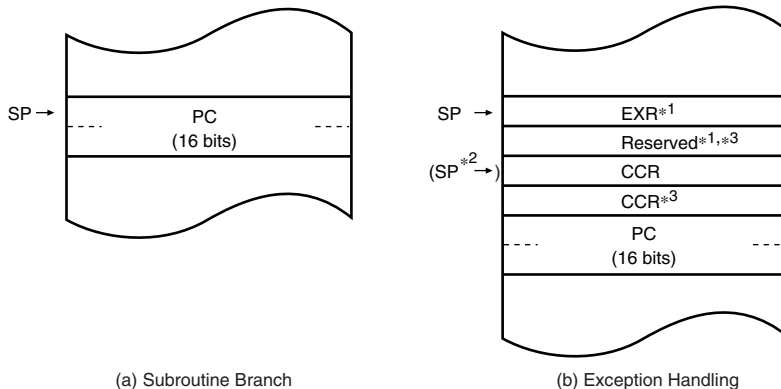 SP → PC
(16 bits)
(a) Subroutine Branch
SP → EXR*1
Reserved*1,*3
(SP*2→) CCR
CCR*3
PC
(16 bits)
(b) Exception Handling